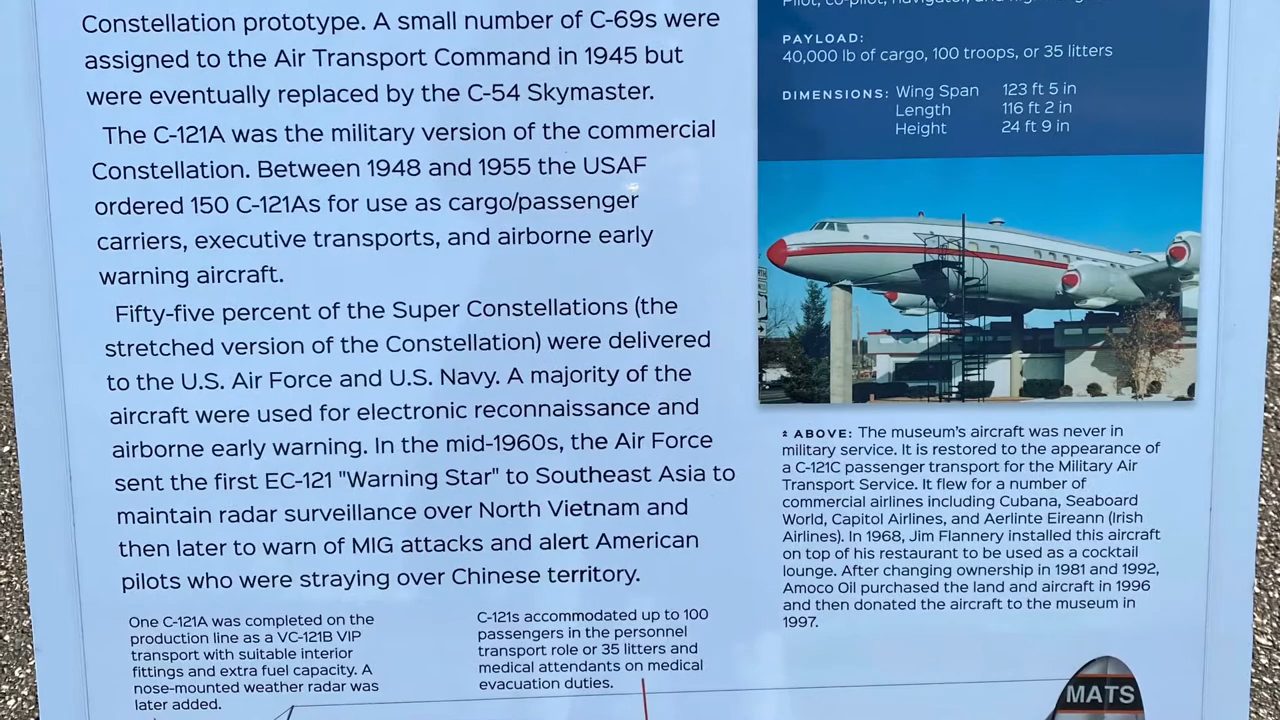 Constellation prototype. A small number of C-69s were
assigned to the Air Transport Command in 1945 but
were eventually replaced by the C-54 Skymaster.
The C-121A was the military version of the commercial
Constellation. Between 1948 and 1955 the USAF
ordered 150 C-121As for use as cargo/passenger
carriers, executive transports, and airborne early
warning aircraft.
Fifty-five percent of the Super Constellations (the
stretched version of the Constellation) were delivered
to the U.S. Air Force and U.S. Navy. A majority of the
aircraft were used for electronic reconnaissance and
airborne early warning. In the mid-1960s, the Air Force
sent the first EC-121 "Warning Star" to Southeast Asia to
maintain radar surveillance over North Vietnam and
then later to warn of MIG attacks and alert American
pilots who were straying over Chinese territory.
One C-121A was completed on the
production line as a VC-121B VIP
transport with suitable interior
fittings and extra fuel capacity. A
nose-mounted weather radar was
later added.
C-121s accommodated up to 100
passengers in the personnel
transport role or 35 litters and
medical attendants on medical
evacuation duties.
Pilot, co-pilot, navigator, and
PAYLOAD:
40,000 lb of cargo, 100 troops, or 35 litters
DIMENSIONS: Wing Span 123 ft 5 in
Length 116 ft 2 in
Height 24 ft 9 in
ABOVE: The museum's aircraft was never in
military service. It is restored to the appearance of
a C-121C passenger transport for the Military Air
Transport Service. It flew for a number of
commercial airlines including Cubana, Seaboard
World, Capitol Airlines, and Aerlinte Eireann (Irish
Airlines). In 1968, Jim Flannery installed this aircraft
on top of his restaurant to be used as a cocktail
lounge. After changing ownership in 1981 and 1992,
Amoco Oil purchased the land and aircraft in 1996
and then donated the aircraft to the museum in
1997.
MATS